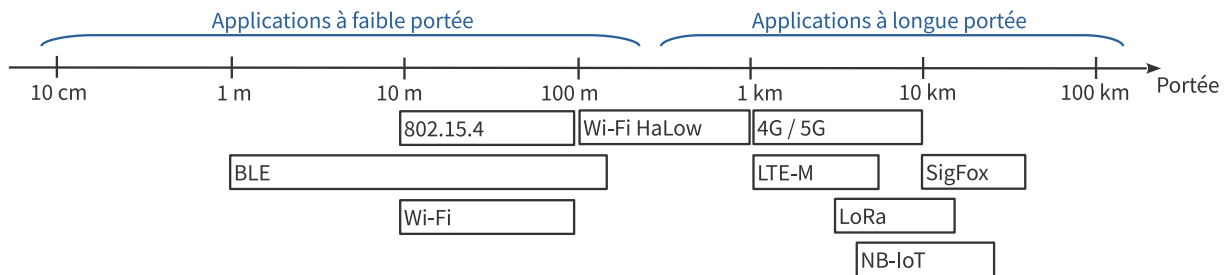 Applications à faible portée
Applications à longue portée
10 cm
1 m
10 m
100 m
1 km
10 km
100 km
Portée
802.15.4
Wi-Fi HaLow
4G / 5G
BLE
LTE-M
SigFox
Wi-Fi
LoRa
NB-IoT